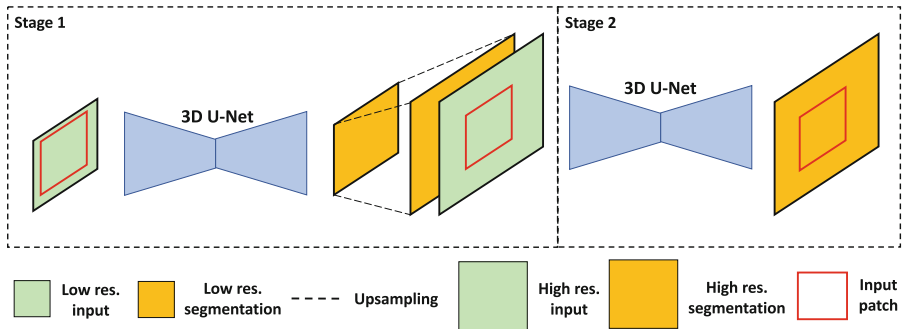 Stage 1
Stage 2
3D U-Net
3D U-Net
Low res.
input
Low res.
segmentation
Upsampling
High res.
input
High res.
segmentation
Input
patch